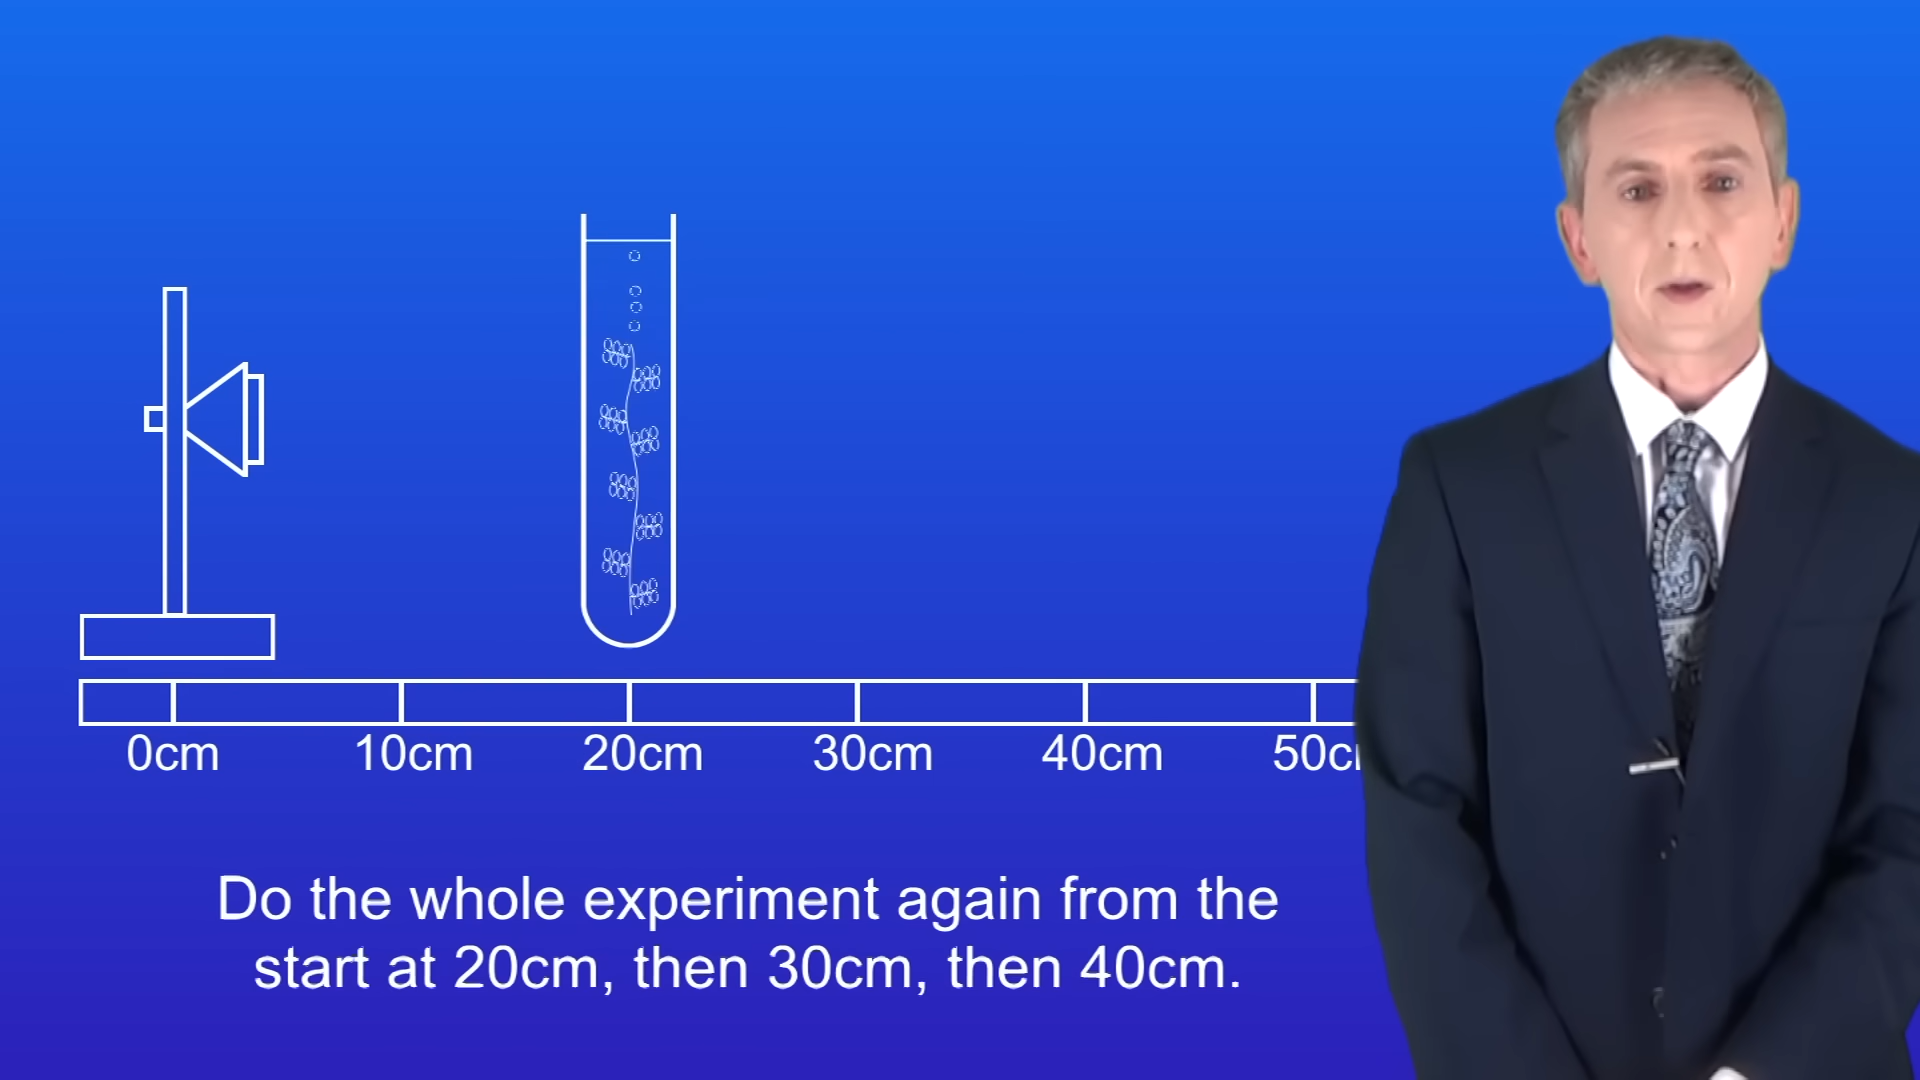 0cm 10cm 20cm 30cm 40cm 50c
Do the whole experiment again from the
start at 20cm, then 30cm, then 40cm.